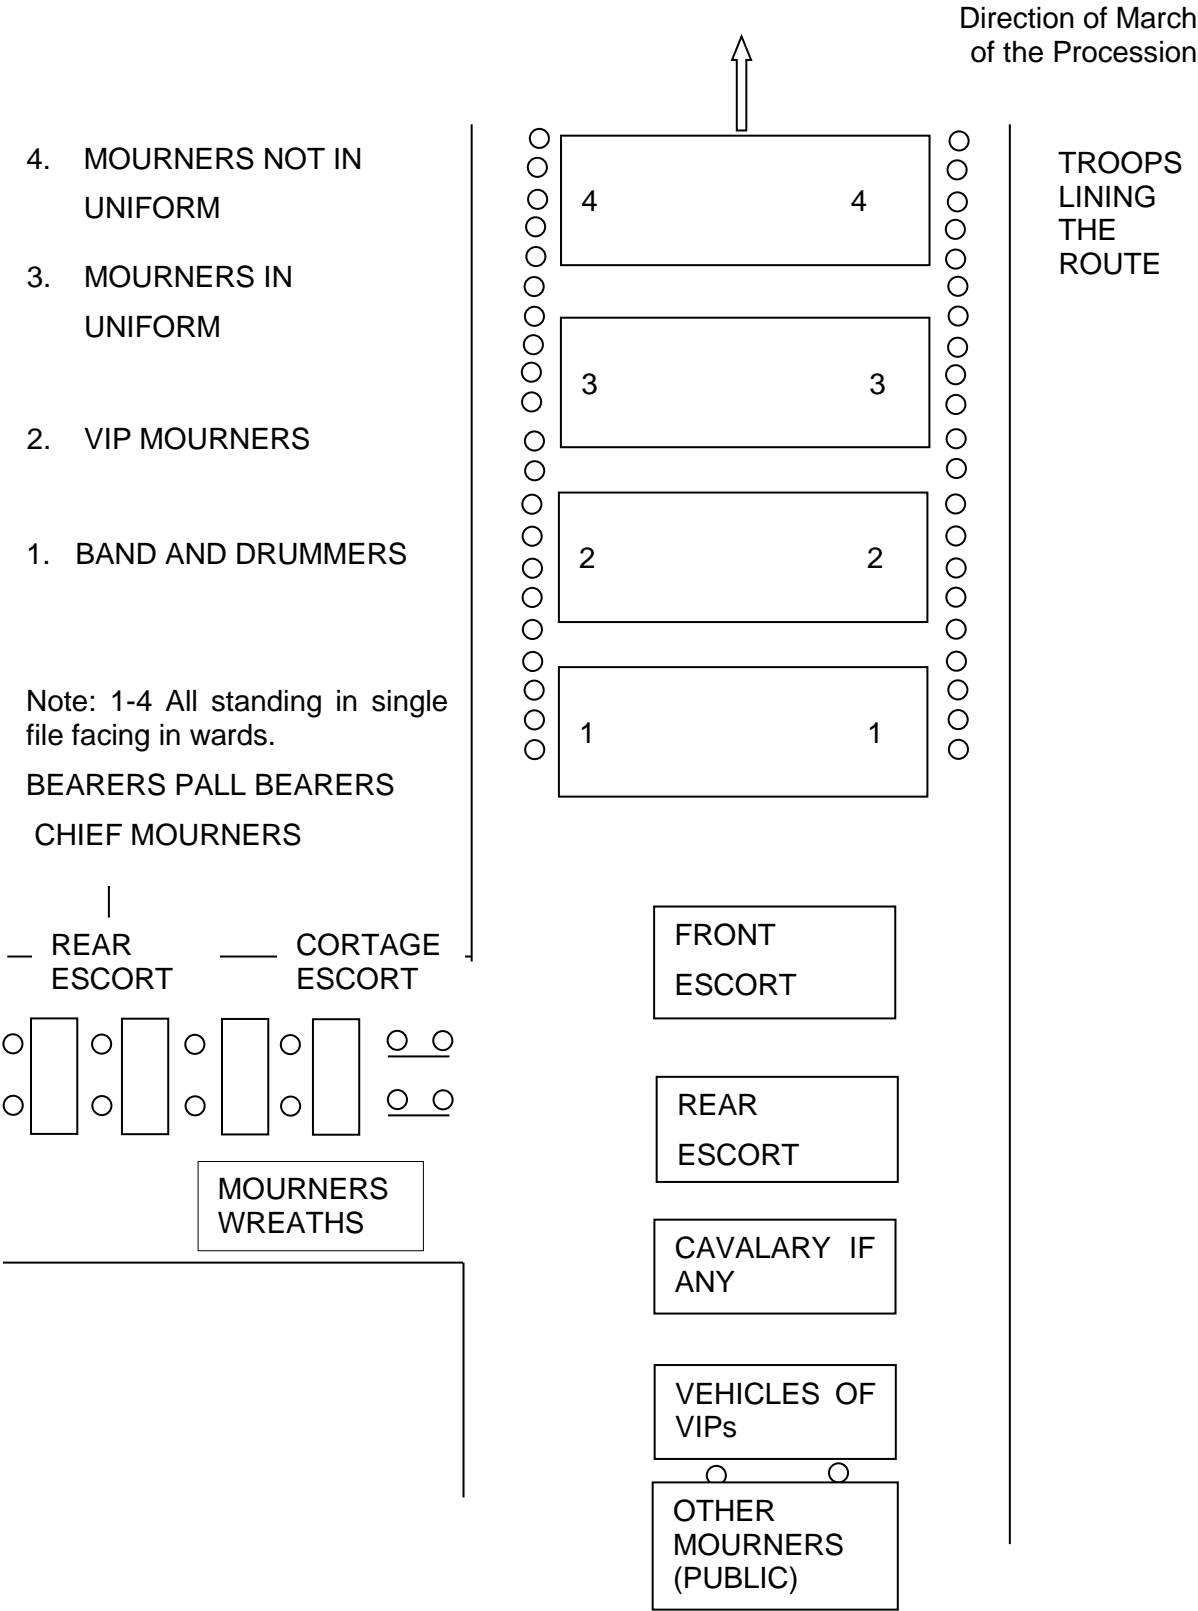 Direction of March
of the Procession
4. MOURNERS NOT IN
UNIFORM
3. MOURNERS IN
UNIFORM
2. VIP MOURNERS
1. BAND AND DRUMMERS
Note: 1-4 All standing in single
file facing in wards.
BEARERS PALL BEARERS
CHIEF MOURNERS
REAR
ESCORT
CORTAGE
ESCORT
MOURNERS
WREATHS
4 4
3 3
2 2
1 1
TROOPS
LINING
THE
ROUTE
FRONT
ESCORT
REAR
ESCORT
CAVALARY IF
ANY
VEHICLES OF
VIPs
OTHER
MOURNERS
(PUBLIC)